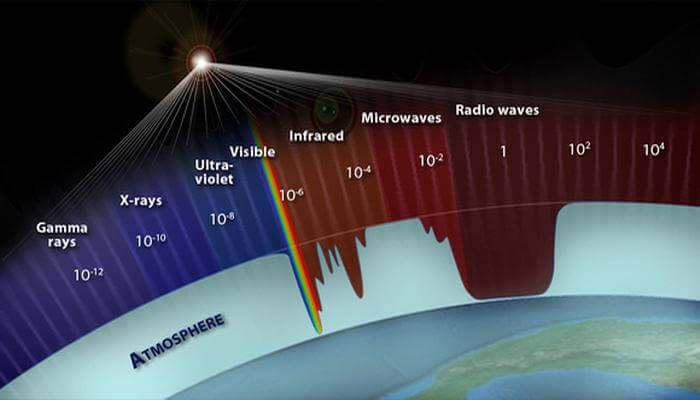 Gamma
rays
10⁻¹²
X-rays
10⁻¹⁰
Ultra-
violet
10⁻⁸
Visible
10⁻⁶
Infrared
10⁻⁴
Microwaves
10⁻²
Radio waves
1
10²
10⁴
ATMOSPHERE